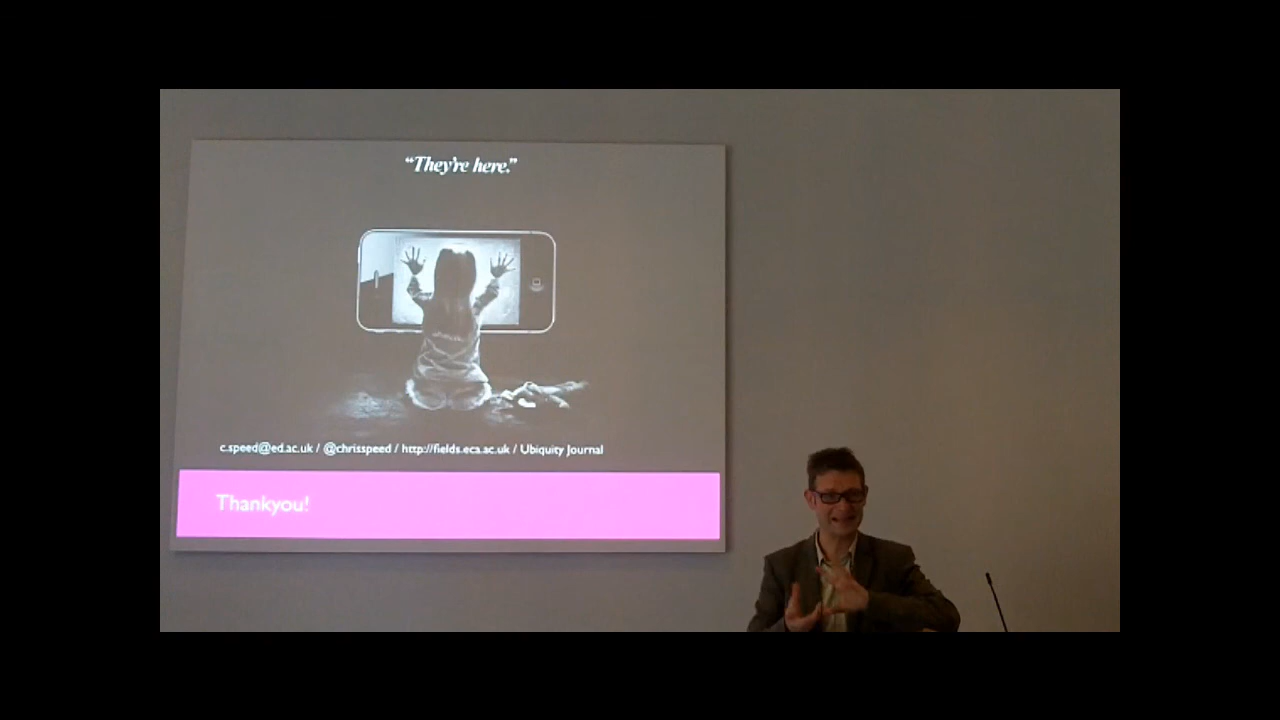 “They’re here.”
c.speed@ed.ac.uk / @chrisspeed / http://fields.eca.ac.uk / Ubiquity Journal
Thankyou!